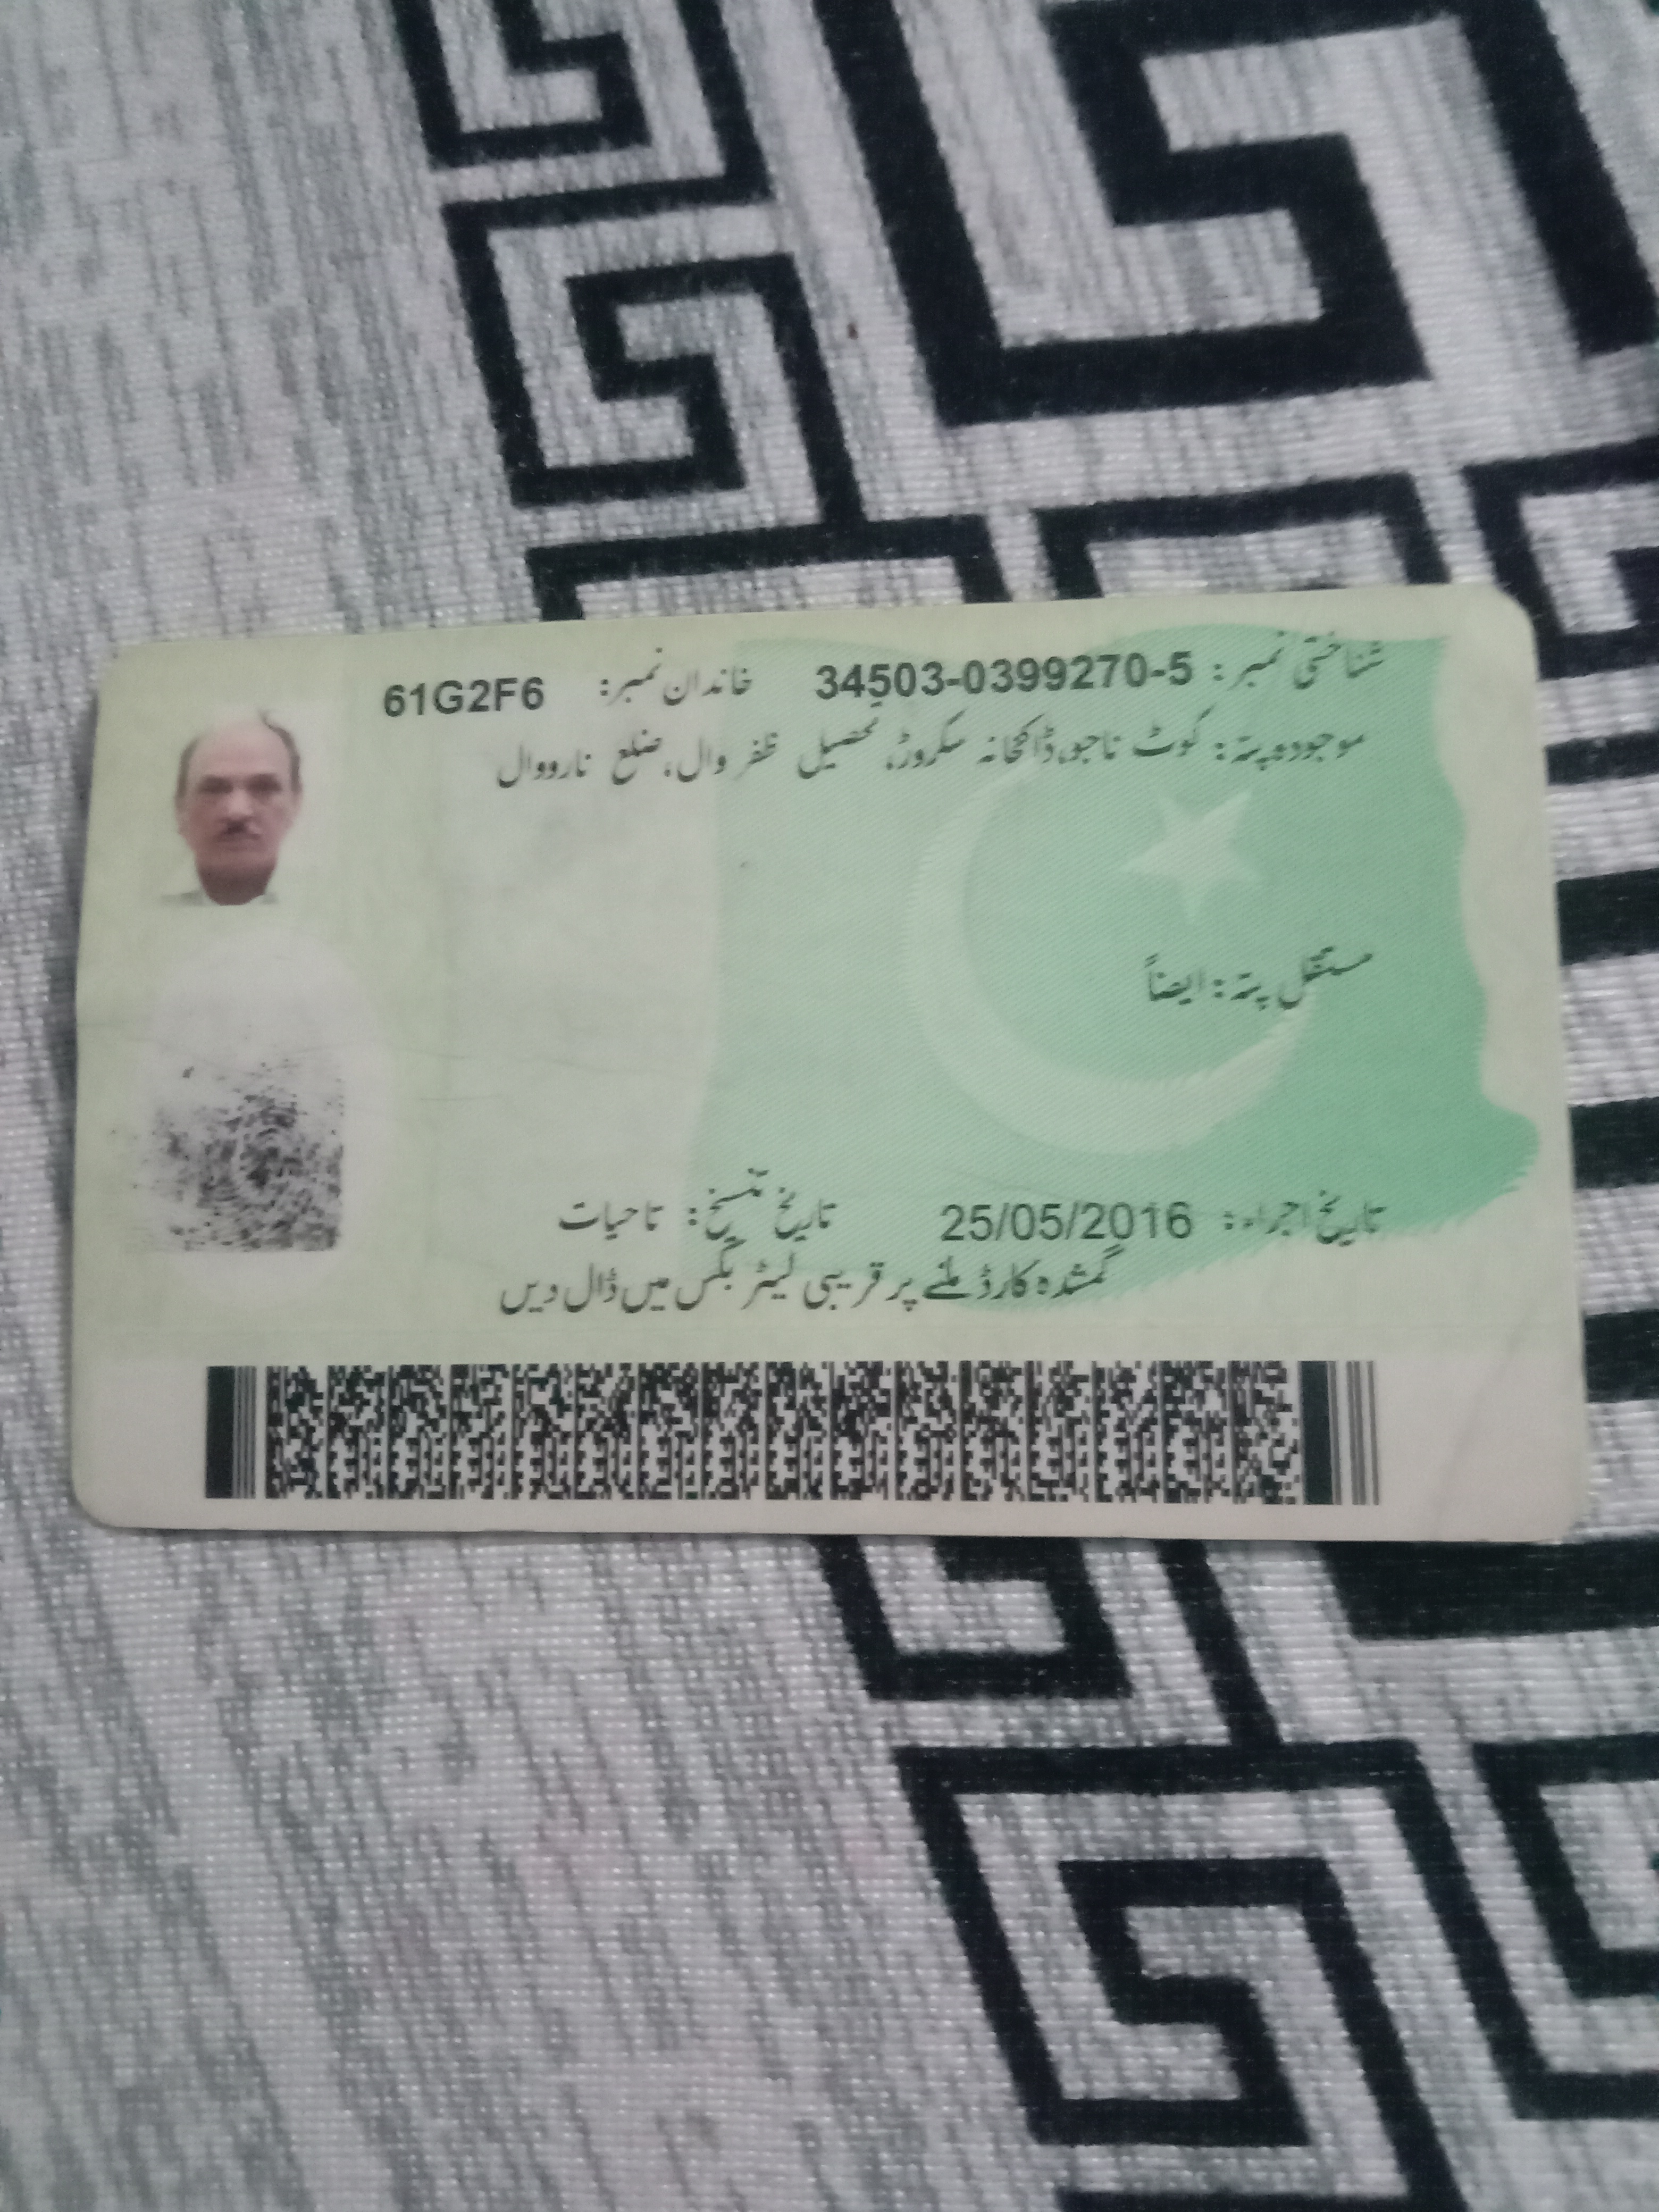 شناختی نمبر: 34503-0399270-5 خاندان نمبر: 61G2F6
موجودہ پتہ: کوٹ ناجو، ڈاکخانہ سکروڑ، تحصیل ظفر وال، ضلع نارووال
مستقل پتہ: ایضاً
تاریخ اجراء: 25/05/2016 تاریخ تنسیخ: تاحیات
گمشدہ کارڈ ملنے پر قریبی لیٹر بکس میں ڈال دیں